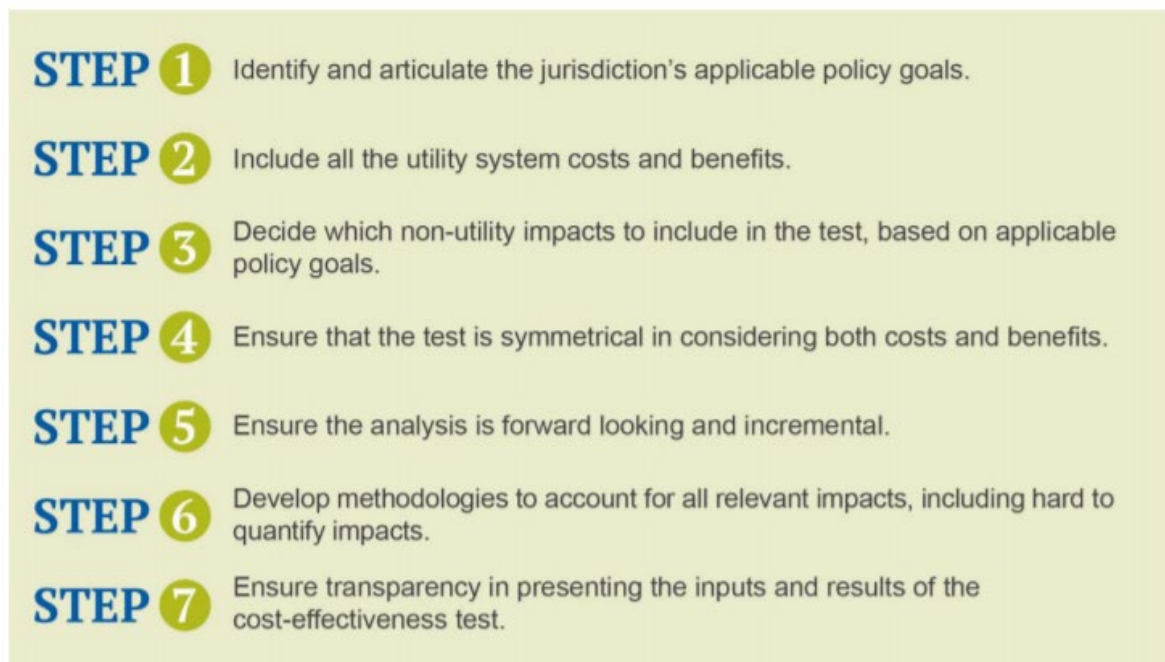 STEP 1 Identify and articulate the jurisdiction's applicable policy goals.
STEP 2 Include all the utility system costs and benefits.
STEP 3 Decide which non-utility impacts to include in the test, based on applicable
policy goals.
STEP 4 Ensure that the test is symmetrical in considering both costs and benefits.
STEP 5 Ensure the analysis is forward looking and incremental.
STEP 6 Develop methodologies to account for all relevant impacts, including hard to
quantify impacts.
STEP 7 Ensure transparency in presenting the inputs and results of the
cost-effectiveness test.